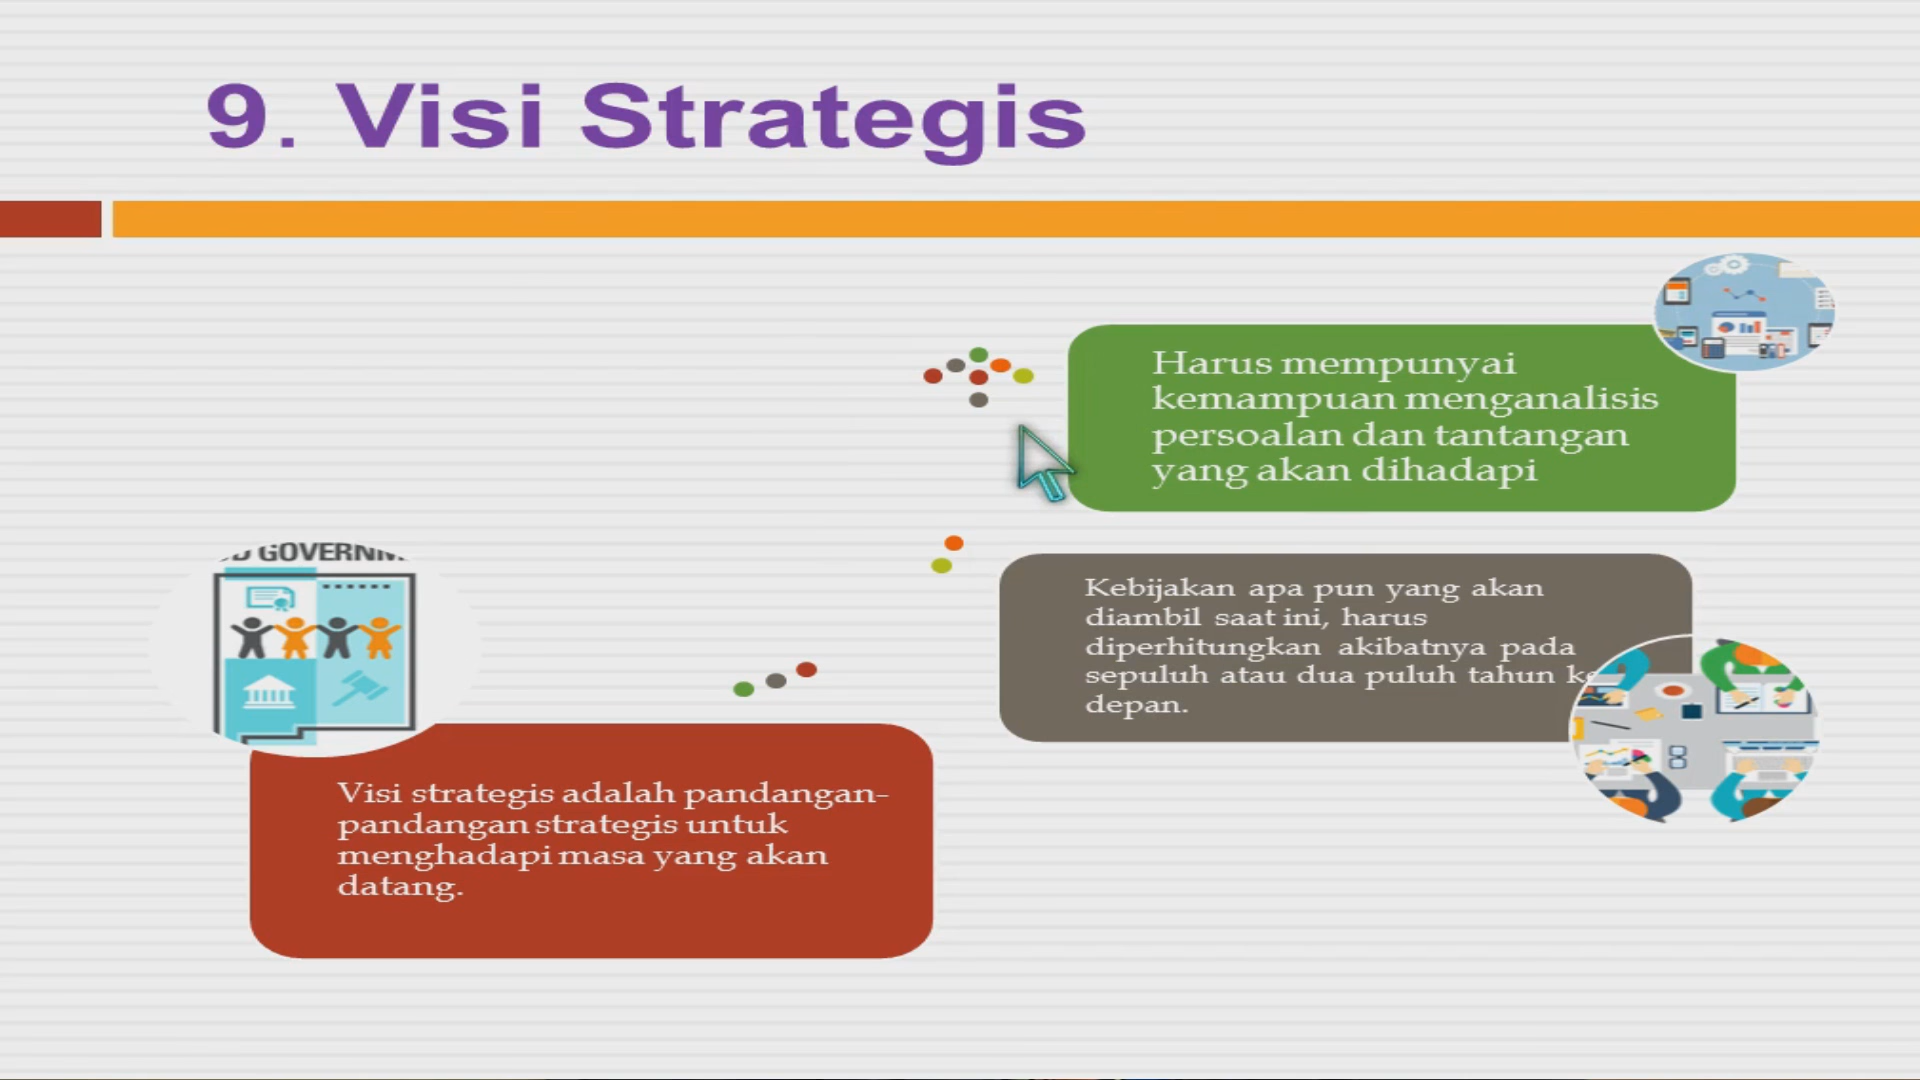 9. Visi Strategis
Harus mempunyai
kemampuan menganalisis
persoalan dan tantangan
yang akan dihadapi
GOVERNM
Kebijakan apa pun yang akan
diambil saat ini, harus
diperhitungkan akibatnya pada
sepuluh atau dua puluh tahun ke
depan.
Visi strategis adalah pandangan-
pandangan strategis untuk
menghadapi masa yang akan
datang.